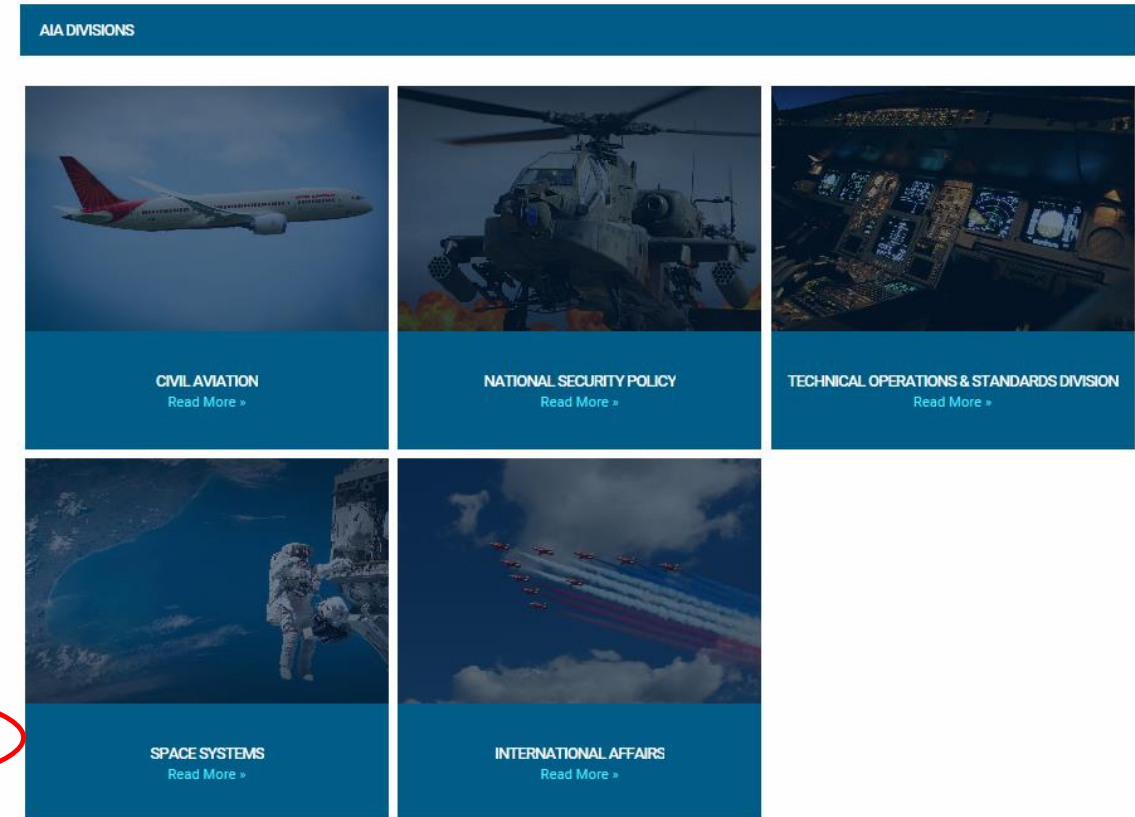 AIA DIVISIONS
CIVIL AVIATION
Read More »
NATIONAL SECURITY POLICY
Read More »
TECHNICAL OPERATIONS & STANDARDS DIVISION
Read More »
SPACE SYSTEMS
Read More »
INTERNATIONAL AFFAIRS
Read More »